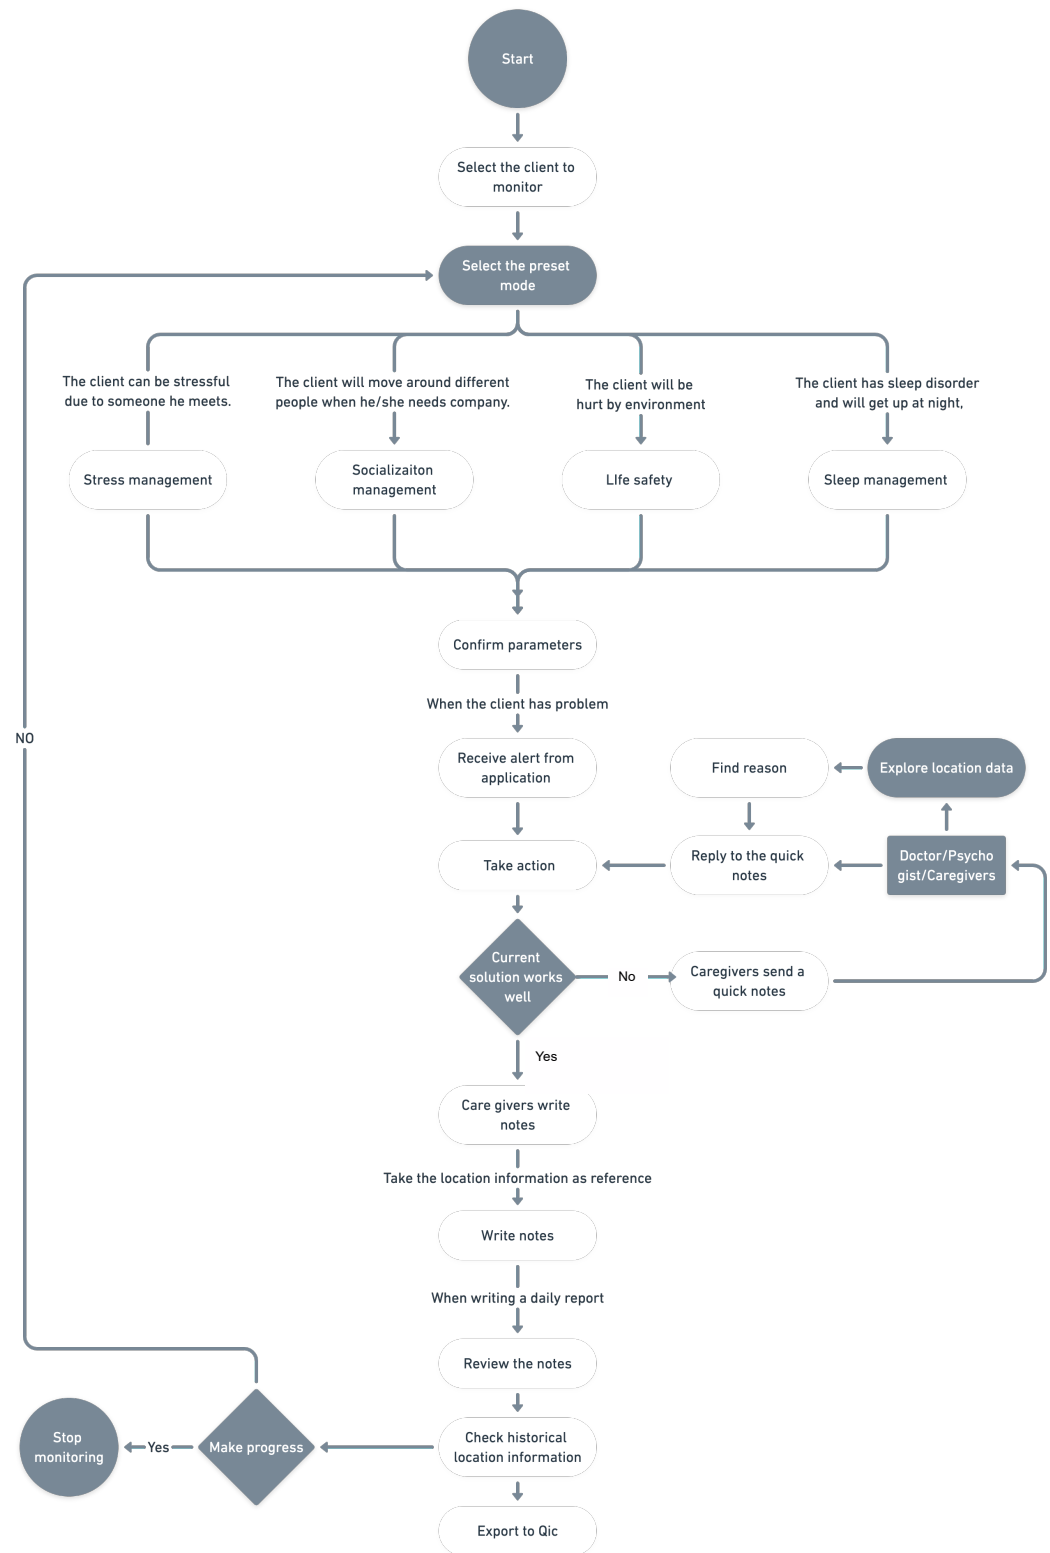 Start
Select the client to
monitor
Select the preset
mode
The client can be stressful
due to someone he meets.
The client will move around different
people when he/she needs company.
The client will be
hurt by environment
The client has sleep disorder
and will get up at night,
Stress management
Socializaiton
management
LIfe safety
Sleep management
Confirm parameters
When the client has problem
NO
Receive alert from
application
Find reason
Explore location data
Take action
Reply to the quick
notes
Doctor/Psycho
gist/Caregivers
Current
solution works
well
No
Caregivers send a
quick notes
Yes
Care givers write
notes
Take the location information as reference
Write notes
When writing a daily report
Review the notes
Stop
monitoring
Yes
Make progress
Check historical
location information
Export to Qic